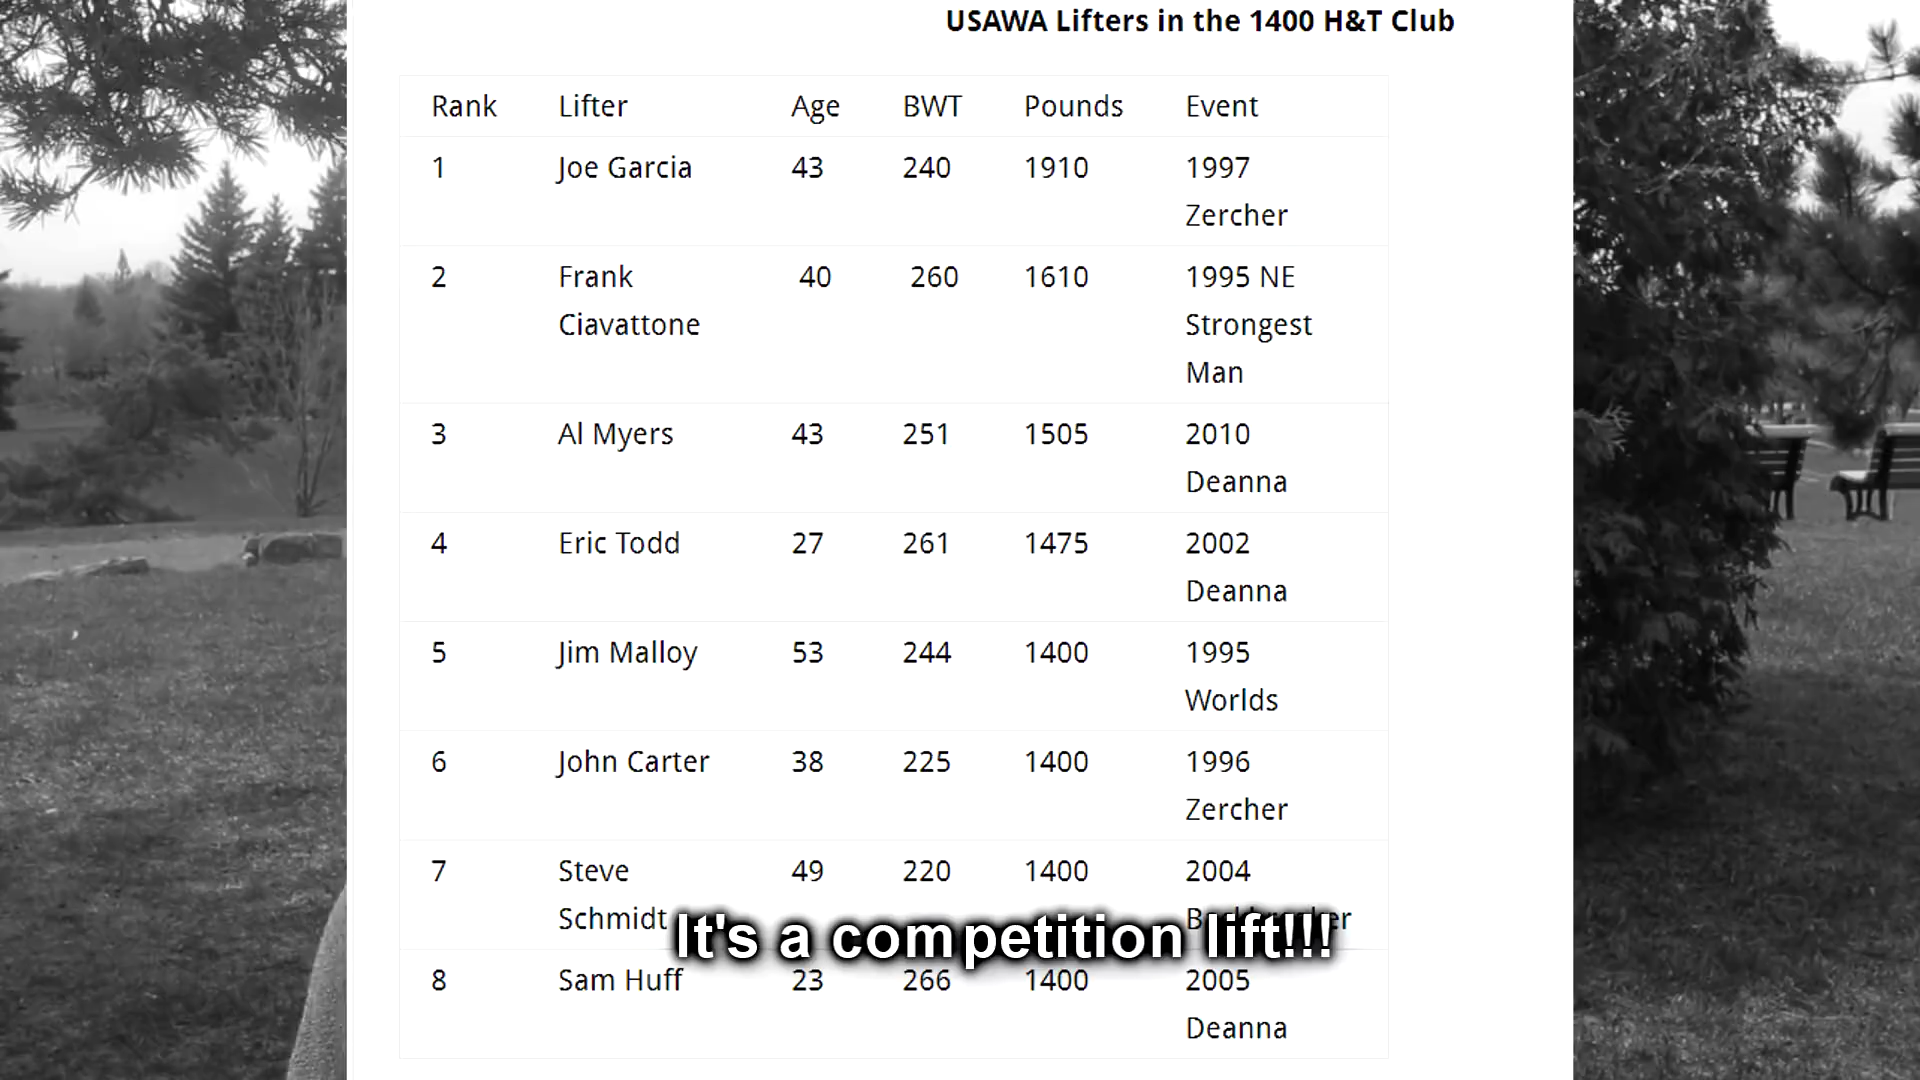 USAWA Lifters in the 1400 H&T Club
Rank Lifter Age BWT Pounds Event
1 Joe Garcia 43 240 1910 1997
Zercher
2 Frank 40 260 1610 1995 NE
Ciavattone Strongest
Man
3 Al Myers 43 251 1505 2010
Deanna
4 Eric Todd 27 261 1475 2002
Deanna
5 Jim Malloy 53 244 1400 1995
Worlds
6 John Carter 38 225 1400 1996
Zercher
7 Steve 49 220 1400 2004
Schmidt
It's a competition lift!!!
8 Sam Huff 23 266 1400 2005
Deanna